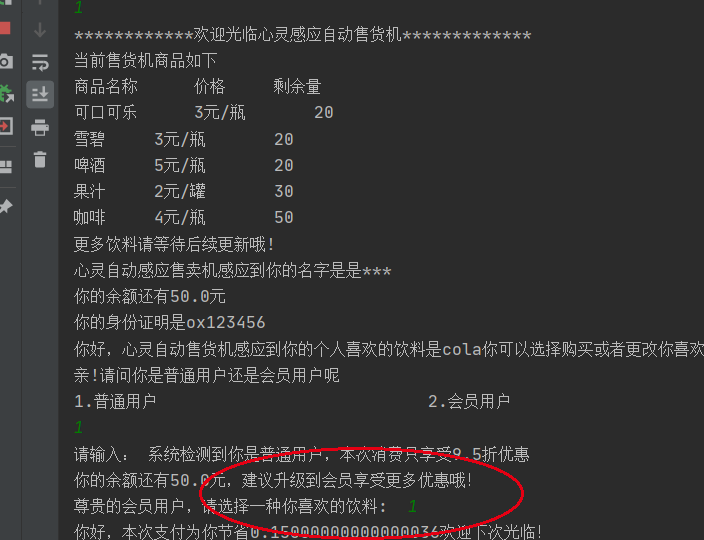 1
************欢迎光临心灵感应自动售货机*************
当前售货机商品如下
商品名称 价格 剩余量
可口可乐 3元/瓶 20
雪碧 3元/瓶 20
啤酒 5元/瓶 20
果汁 2元/罐 30
咖啡 4元/瓶 50
更多饮料请等待后续更新哦!
心灵自动感应售卖机感应到你的名字是是***
你的余额还有50.0元
你的身份证明是ox123456
你好，心灵自动售货机感应到你的个人喜欢的饮料是cola你可以选择购买或者更改你喜欢
亲!请问你是普通用户还是会员用户呢
1.普通用户 2.会员用户
1
请输入： 系统检测到你是普通用户，本次消费只享受9.5折优惠
你的余额还有50.0元，建议升级到会员享受更多优惠哦!
尊贵的会员用户，请选择一种你喜欢的饮料: 1
你好，本次支付为你节省0.15000000000000036欢迎下次光临!